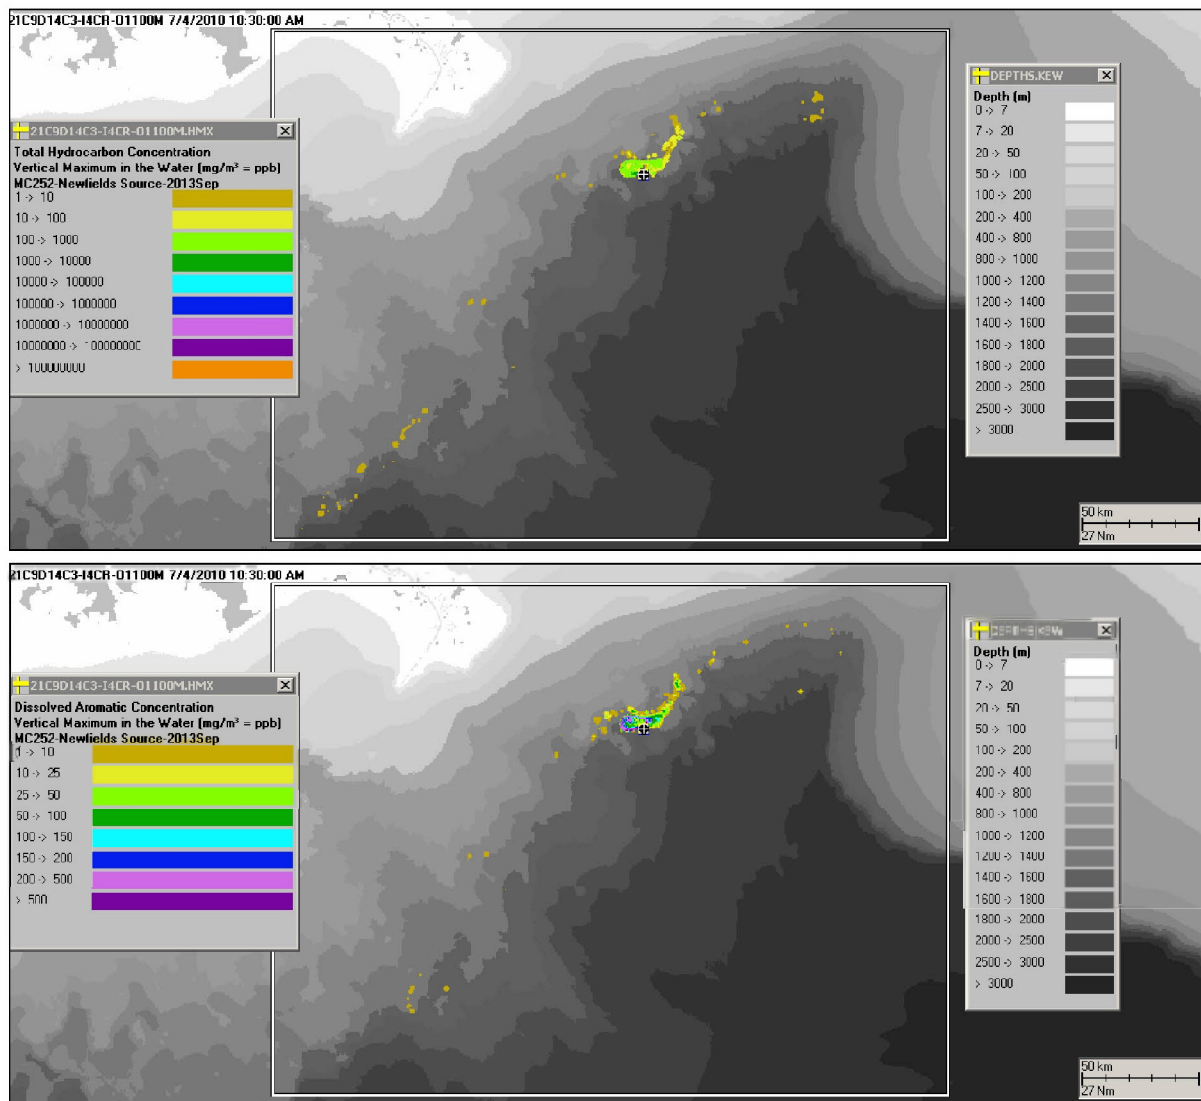 21C9D14C3-I4CR-01100M 7/4/2010 10:30:00 AM
21C9D14C3-I4CR-01100M.HMX
Total Hydrocarbon Concentration
Vertical Maximum in the Water (mg/m³ = ppb)
MC252-Newfields Source-2013Sep
1 -> 10
10 -> 100
100 -> 1000
1000 -> 10000
10000 -> 100000
100000 -> 1000000
1000000 -> 10000000
10000000 -> 100000000
> 100000000
DEPTHS.KEW
Depth (m)
0 -> 7
7 -> 20
20 -> 50
50 -> 100
100 -> 200
200 -> 400
400 -> 800
800 -> 1000
1000 -> 1200
1200 -> 1400
1400 -> 1600
1600 -> 1800
1800 -> 2000
2000 -> 2500
2500 -> 3000
> 3000
50 km
27 Nm
21C9D14C3-I4CR-01100M 7/4/2010 10:30:00 AM
21C9D14C3-I4CR-01100M.HMX
Dissolved Aromatic Concentration
Vertical Maximum in the Water (mg/m³ = ppb)
MC252-Newfields Source-2013Sep
1 -> 10
10 -> 25
25 -> 50
50 -> 100
100 -> 150
150 -> 200
200 -> 500
> 500
Depth (m)
0 -> 7
7 -> 20
20 -> 50
50 -> 100
100 -> 200
200 -> 400
400 -> 800
800 -> 1000
1000 -> 1200
1200 -> 1400
1400 -> 1600
1600 -> 1800
1800 -> 2000
2000 -> 2500
2500 -> 3000
> 3000
50 km
27 Nm